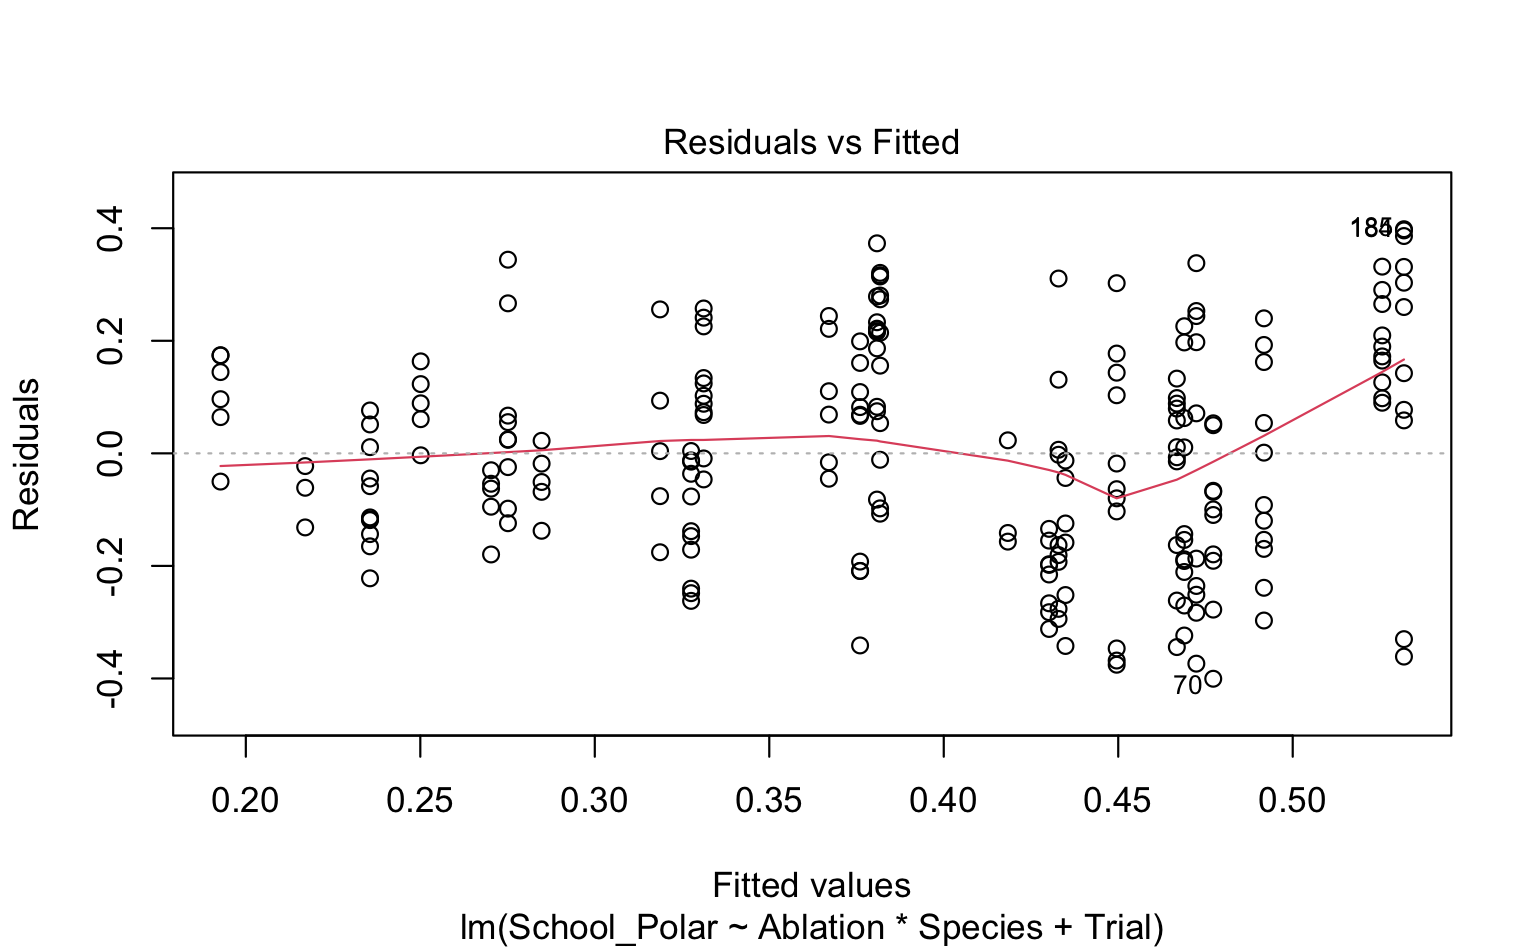 Residuals vs Fitted
Residuals
0.4
0.2
0.0
-0.2
-0.4
70
0.20 0.25 0.30 0.35 0.40 0.45 0.50
Fitted values
lm(School_Polar ~ Ablation * Species + Trial)